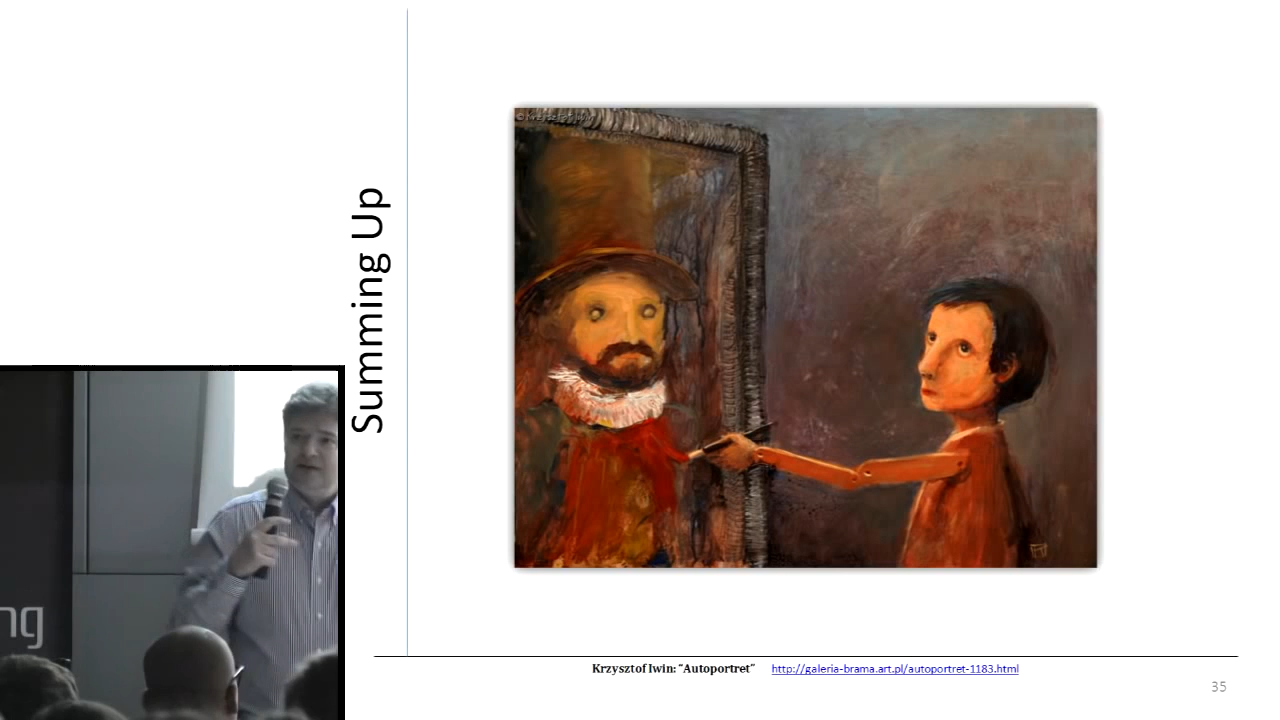 Summing Up
ng
Krzysztof Iwin: “Autoportret” http://galeria-brama.art.pl/autoportret-1183.html
35